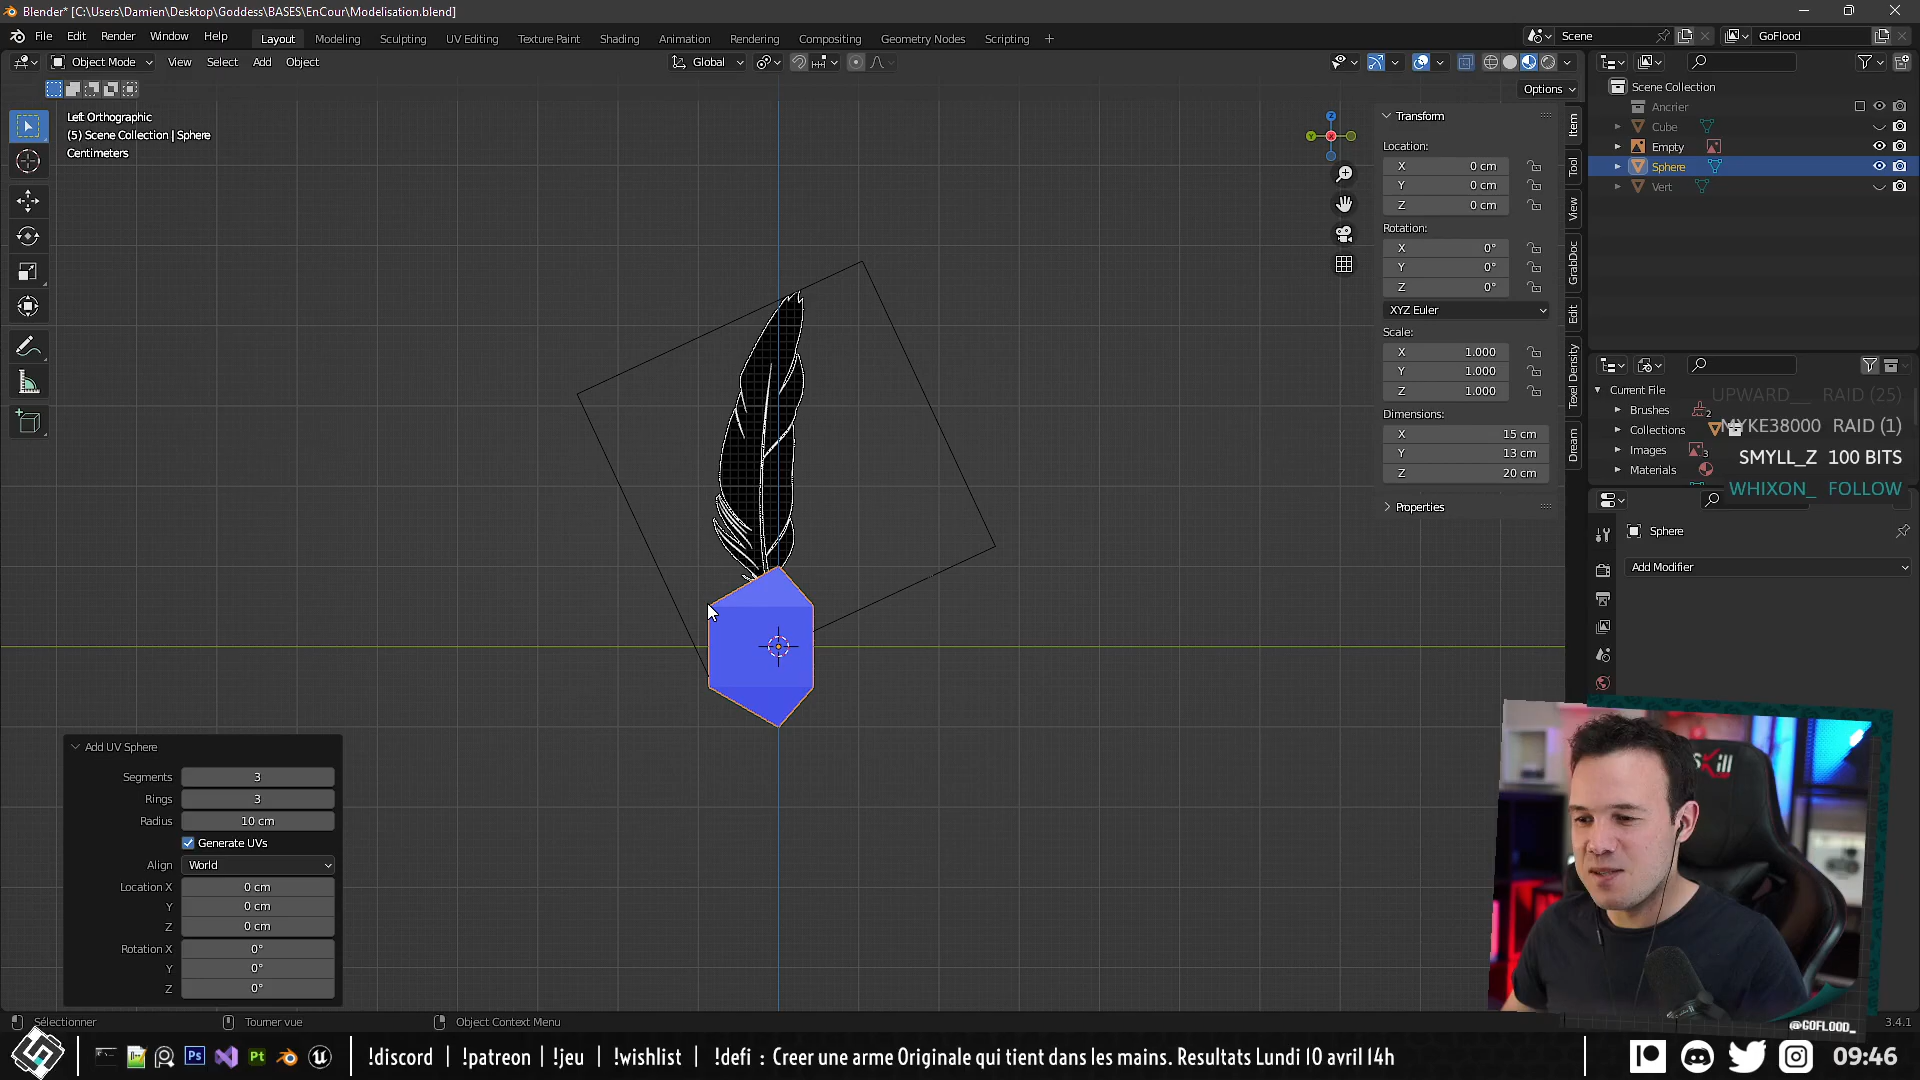 Blender* [C:\Users\Damien\Desktop\Goddess\BASES\EnCour\Modelisation.blend]
File Edit Render Window Help Layout Modeling Sculpting UV Editing Texture Paint Shading Animation Rendering Compositing Geometry Nodes Scripting + Scene GoFlood
Object Mode View Select Add Object Global
Options
Left Orthographic
(5) Scene Collection | Sphere
Centimeters
Transform
Location:
X 0 cm
Y 0 cm
Z 0 cm
Rotation:
X 0°
Y 0°
Z 0°
XYZ Euler
Scale:
X 1.000
Y 1.000
Z 1.000
Dimensions:
X 15 cm
Y 13 cm
Z 20 cm
Properties
Item
Tool
View
GrabDoc
Edit
Texel Density
Dream
Scene Collection
Ancrier
Cube
Empty
Sphere
Vert
Current File
Brushes 2
Collections
Images 3
Materials
UPWARD__ RAID (25)
MYKE38000 RAID (1)
SMYLL_Z 100 BITS
WHIXON_ FOLLOW
Sphere
Add Modifier
Add UV Sphere
Segments 3
Rings 3
Radius 10 cm
Generate UVs
Align World
Location X 0 cm
Y 0 cm
Z 0 cm
Rotation X 0°
Y 0°
Z 0°
Sélectionner Tourner vue Object Context Menu 3.4.1
@GOFLOOD_
!discord | !patreon | !jeu | !wishlist | !defi : Creer une arme Originale qui tient dans les mains. Resultats Lundi 10 avril 14h
09:46